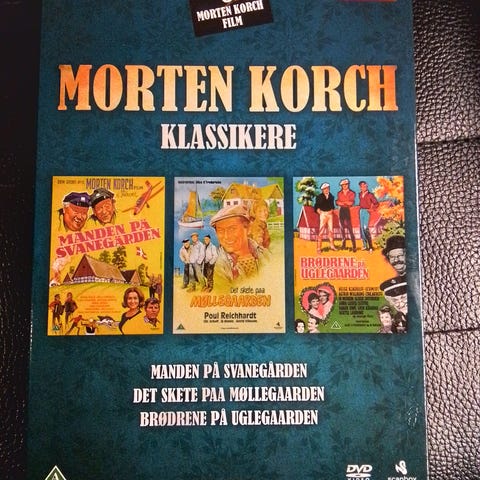 MORTEN KORCH
FILM
MORTEN KORCH
KLASSIKERE
MORTEN KORCH
MANDEN PÅ
SVANEGÅRDEN
Det skete paa
MØLLEGAARDEN
Poul Reichhardt
BRØDRENE PÅ
UGLEGAARDEN
MANDEN PÅ SVANEGÅRDEN
DET SKETE PAA MØLLEGAARDEN
BRØDRENE PÅ UGLEGAARDEN
A
DVD
VIDEO
scanbox